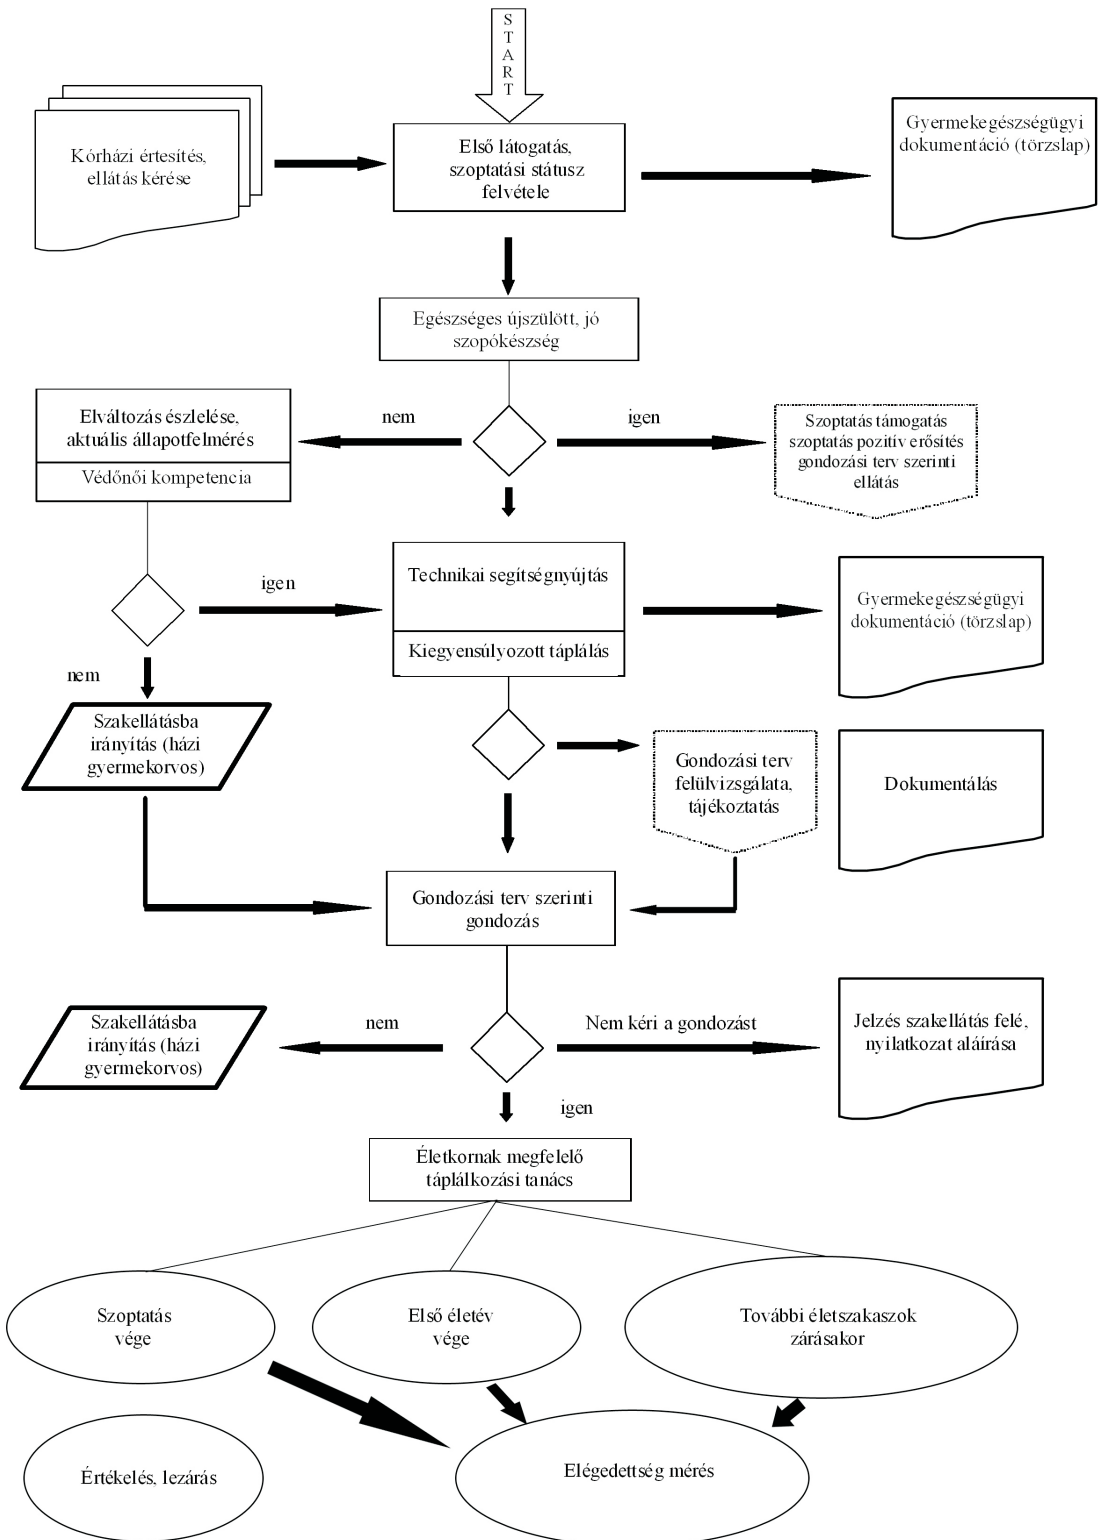 START
Kórházi értesítés,
ellátás kérése
Első látogatás,
szoptatási státusz
felvétele
Gyermekegészségügyi
dokumentáció (törzslap)
Egészséges újszülött, jó
szopókészség
Elváltozás észlelése,
aktuális állapotfelmérés
Védőnői kompetencia
nem
igen
Szoptatás támogatás
szoptatás pozitív erősítés
gondozási terv szerinti
ellátás
igen
Technikai segítségnyújtás
Kiegyensúlyozott táplálás
Gyermekegészségügyi
dokumentáció (törzslap)
nem
Szakellátásba
irányítás (házi
gyermekorvos)
Gondozási terv
felülvizsgálata,
tájékoztatás
Dokumentálás
Gondozási terv szerinti
gondozás
Szakellátásba
irányítás (házi
gyermekorvos)
nem
Nem kéri a gondozást
Jelzés szakellátás felé,
nyilatkozat aláírása
igen
Életkornak megfelelő
táplálkozási tanács
Szoptatás
vége
Első életév
vége
További életszakaszok
zárásakor
Értékelés, lezárás
Elégedettség mérés